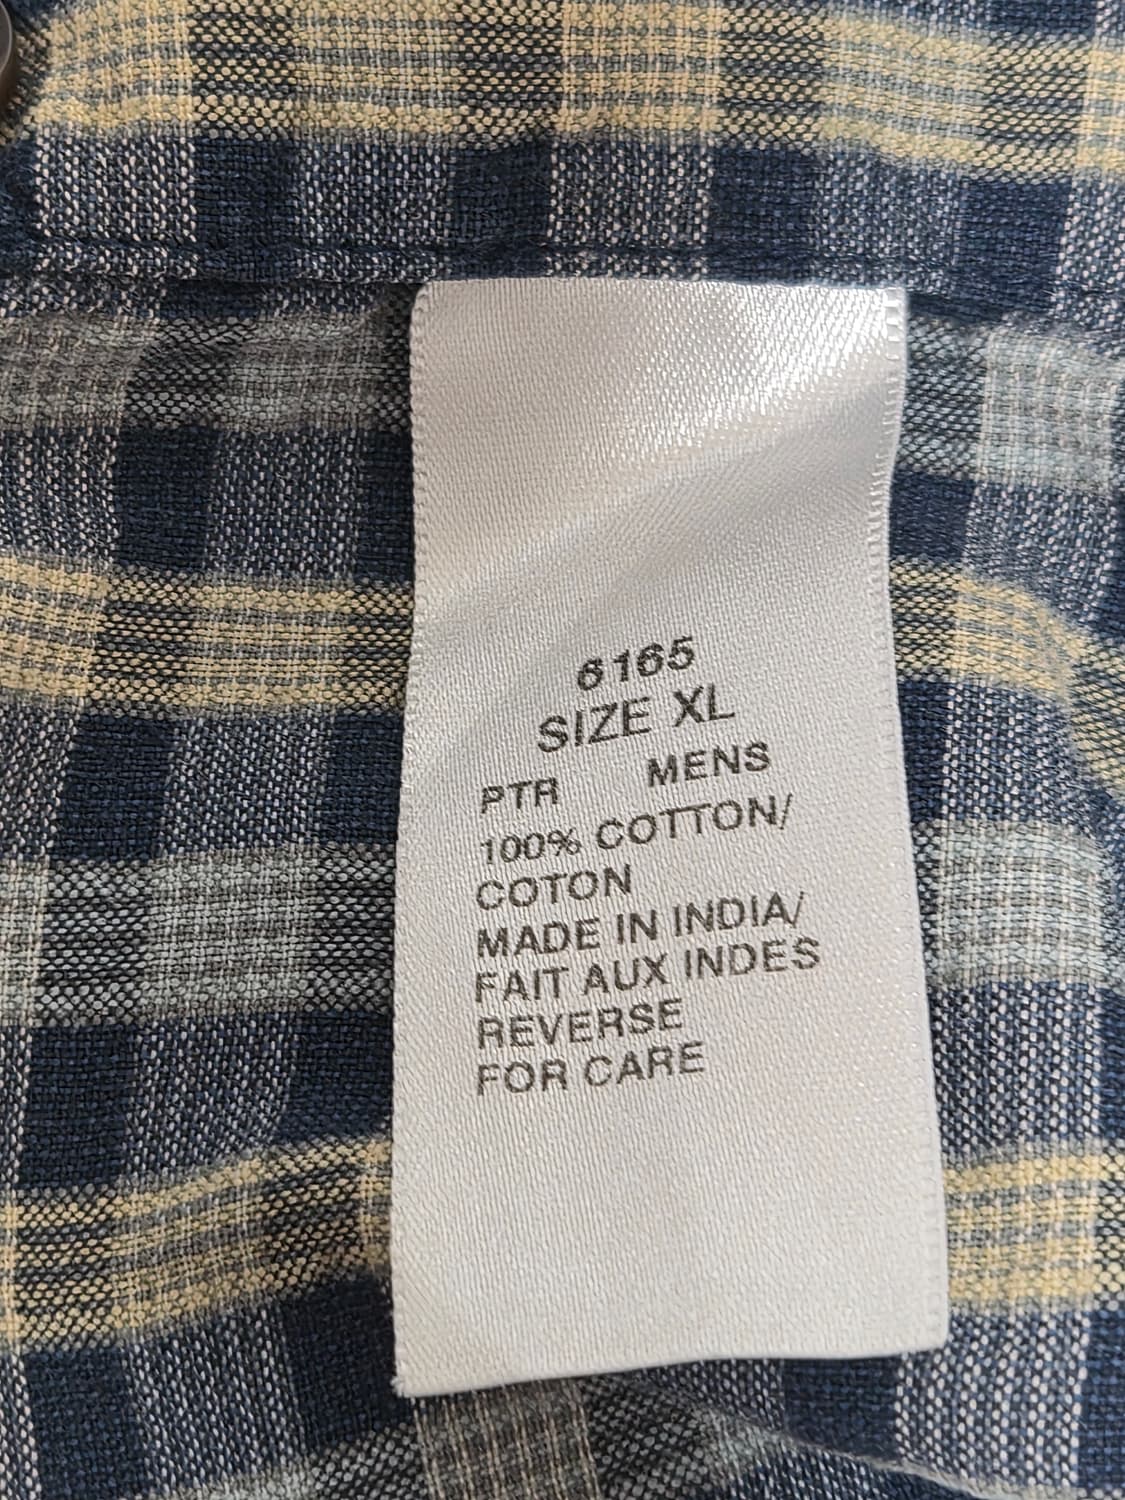 6165
SIZE XL
PTR MENS
100% COTTON/
COTON
MADE IN INDIA/
FAIT AUX INDES
REVERSE
FOR CARE